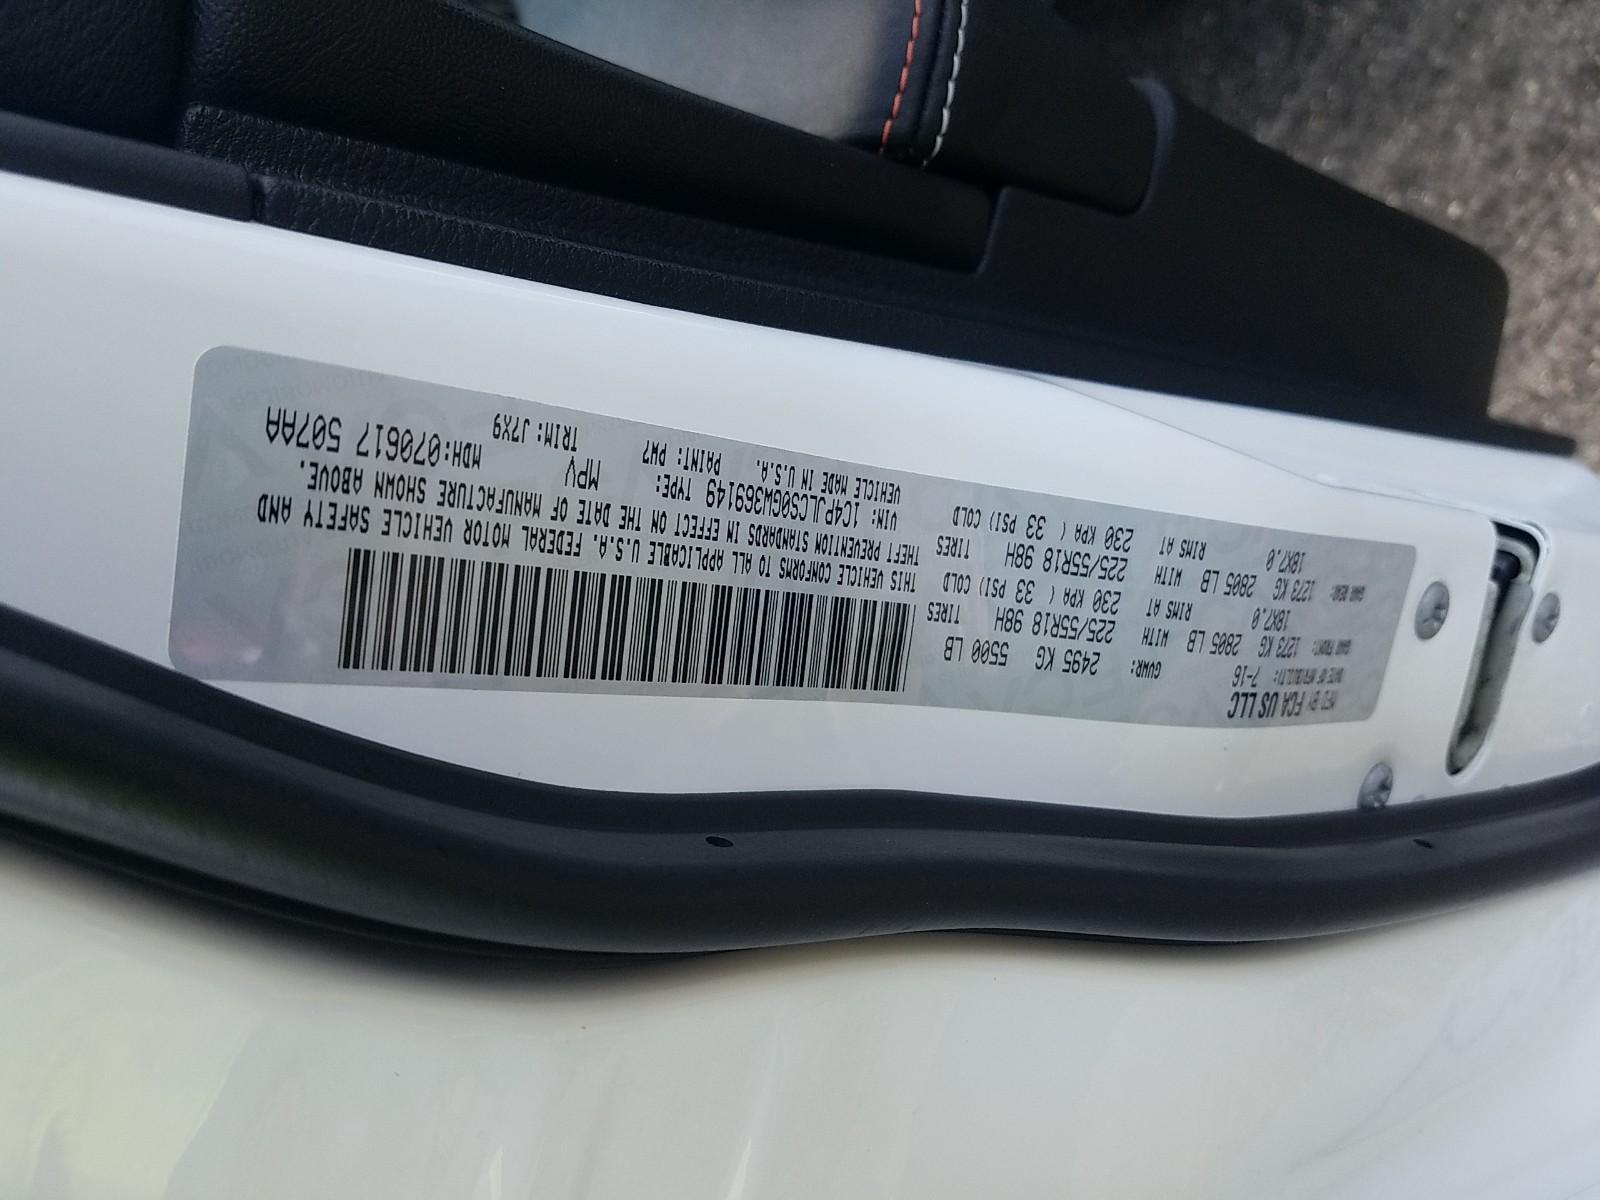 MFD BY FCA US LLC
DATE OF MFR(BUILT): 7-16 GVWR: 2495 KG 5500 LB
GAWR FRONT: 1273 KG 2805 LB WITH 225/55R18 98H TIRES
18X7.0 RIMS AT 230 KPA ( 33 PSI) COLD
GAWR REAR: 1273 KG 2805 LB WITH 225/55R18 98H TIRES
18X7.0 RIMS AT 230 KPA ( 33 PSI) COLD
THIS VEHICLE CONFORMS TO ALL APPLICABLE U.S.A. FEDERAL MOTOR VEHICLE SAFETY AND
THEFT PREVENTION STANDARDS IN EFFECT ON THE DATE OF MANUFACTURE SHOWN ABOVE.
VIN: 1C4PJLCS0GW369149 TYPE: MPV MDH:070617 507AA
VEHICLE MADE IN U.S.A. PAINT: PW7 TRIM: J7X9